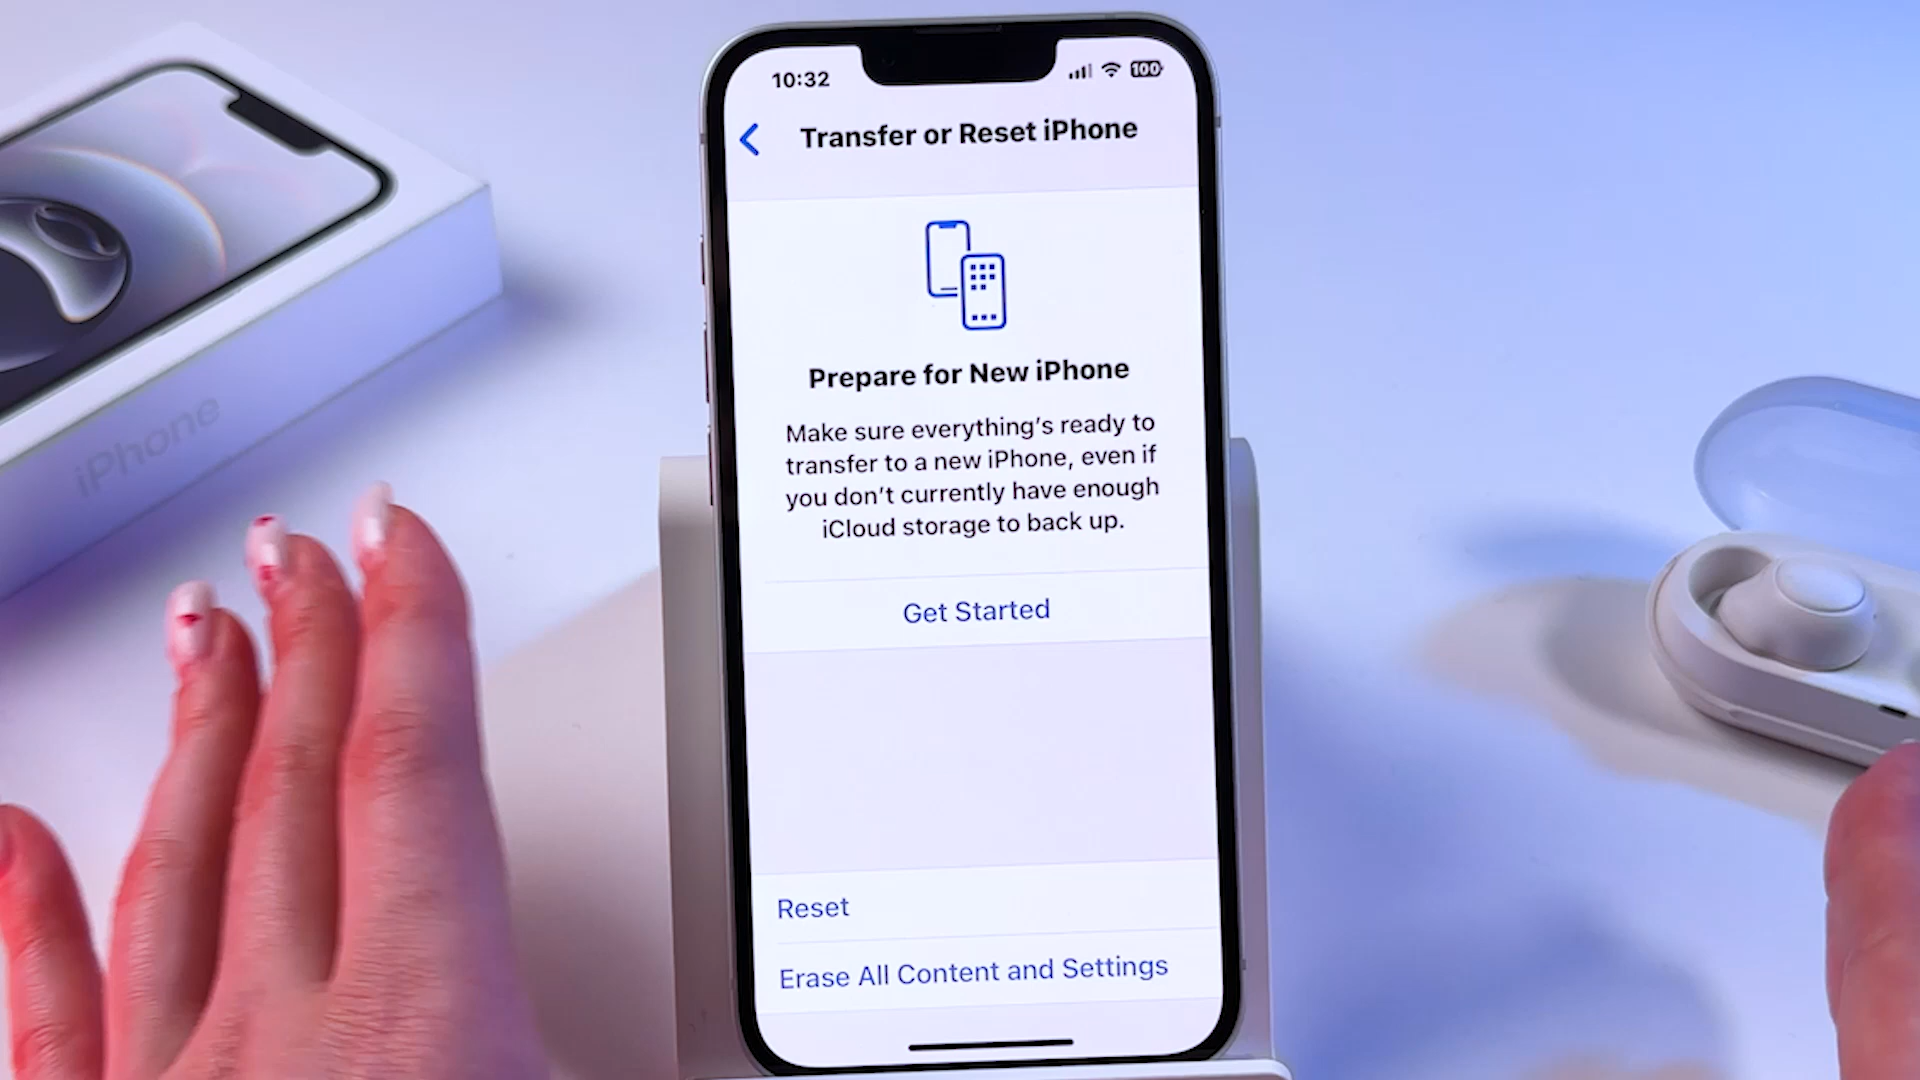 10:32
100
Transfer or Reset iPhone
Prepare for New iPhone
Make sure everything’s ready to
transfer to a new iPhone, even if
you don’t currently have enough
iCloud storage to back up.
Get Started
Reset
Erase All Content and Settings
iPhone